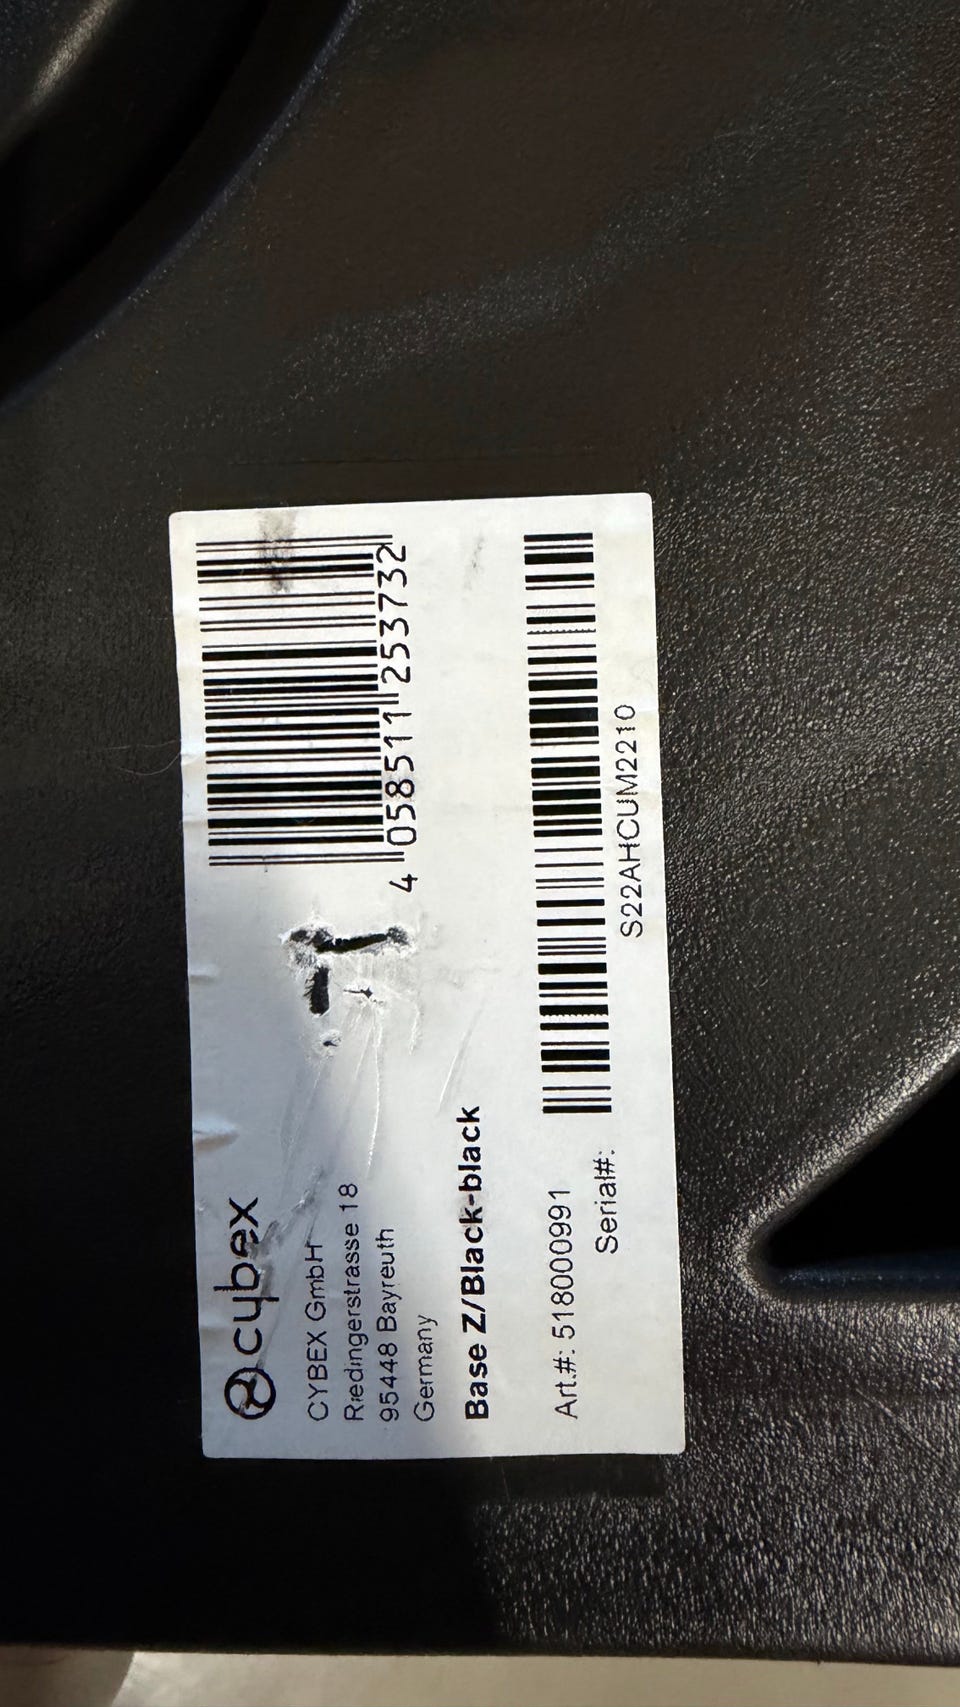 cybex
CYBEX GmbH
Riedingerstrasse 18
95448 Bayreuth
Germany
4 058511 253732
Base Z/Black-black
Art.#: 518000991
Serial#:
S22AHCUM2210